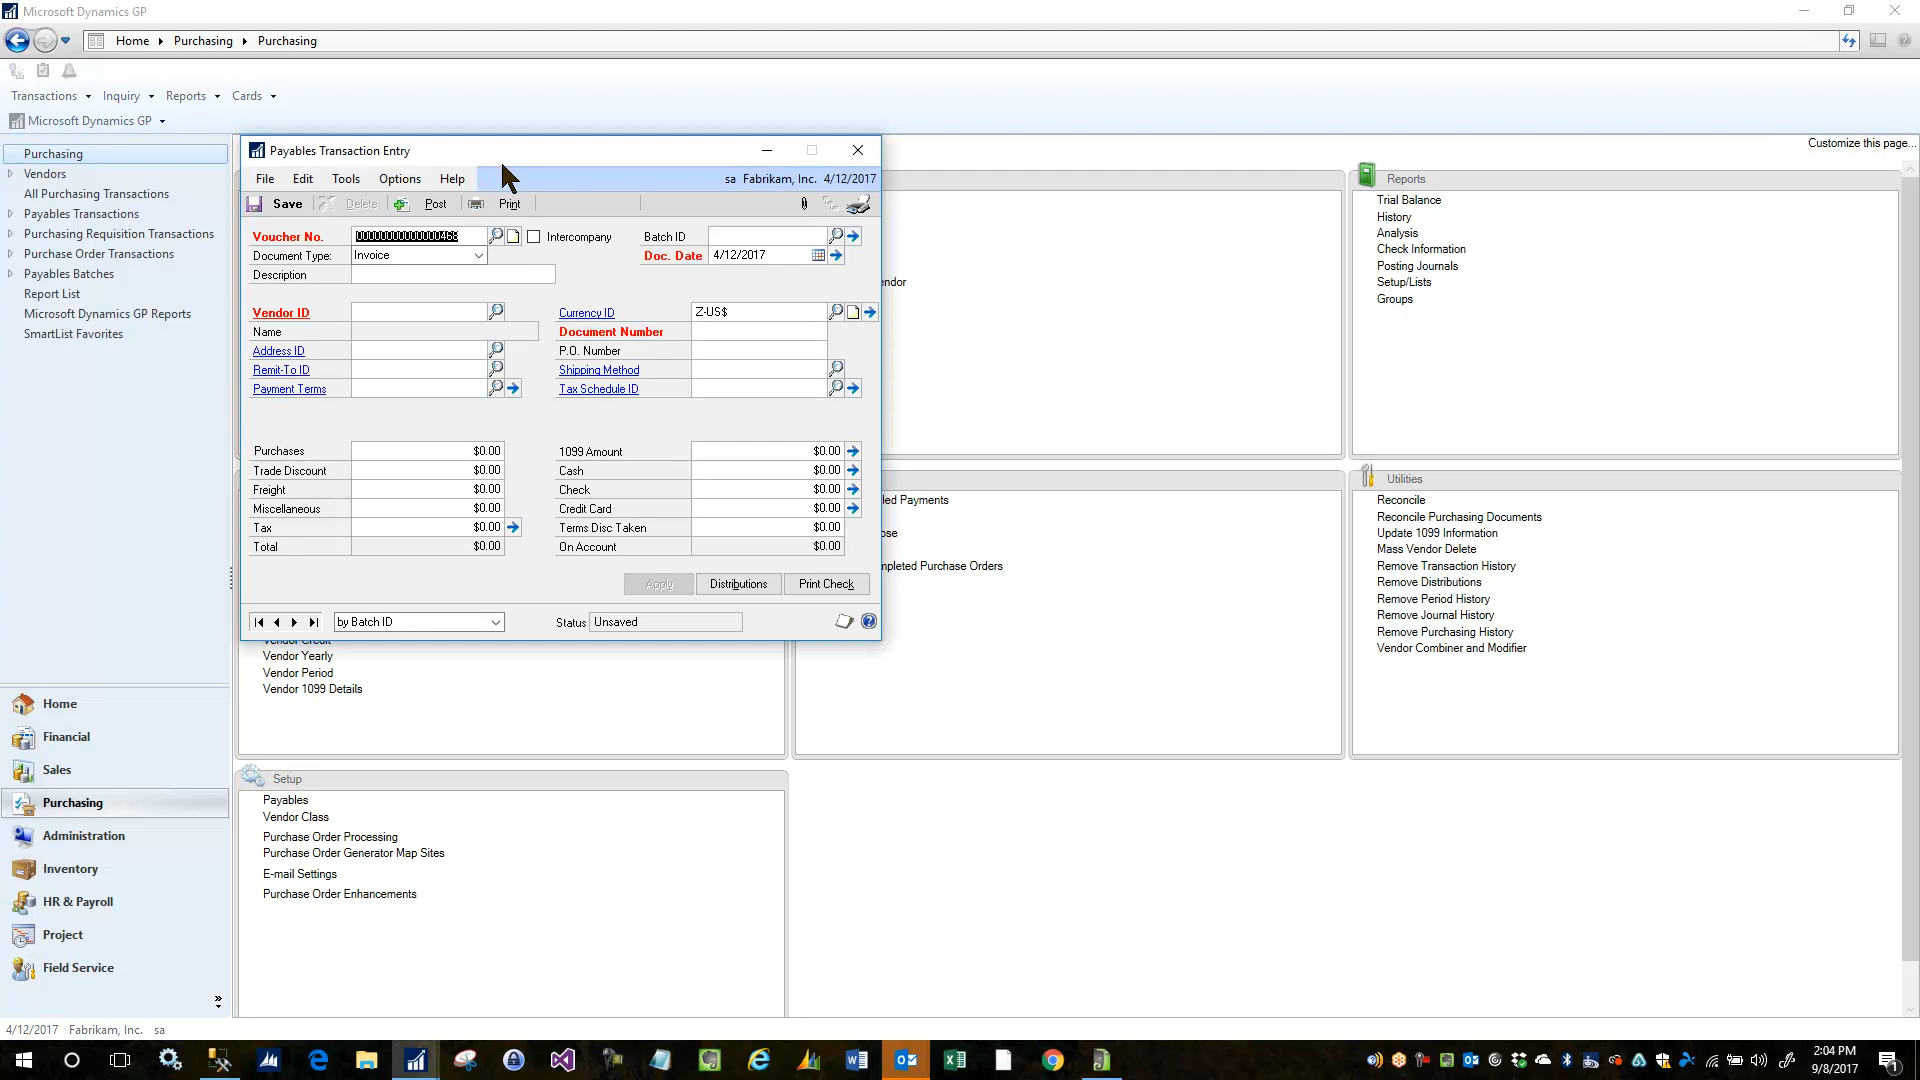 Microsoft Dynamics GP
Home Purchasing Purchasing
Transactions Inquiry Reports Cards
Microsoft Dynamics GP
Customize this page...
Purchasing
Vendors
All Purchasing Transactions
Payables Transactions
Purchasing Requisition Transactions
Purchase Order Transactions
Payables Batches
Report List
Microsoft Dynamics GP Reports
SmartList Favorites
Home
Financial
Sales
Purchasing
Administration
Inventory
HR & Payroll
Project
Field Service
Payables Transaction Entry
File Edit Tools Options Help sa Fabrikam, Inc. 4/12/2017
Save Delete Post Print
Voucher No. 00000000000000468 Intercompany Batch ID
Document Type: Invoice Doc. Date 4/12/2017
Description
Vendor ID Currency ID Z-US$
Name Document Number
Address ID P.O. Number
Remit-To ID Shipping Method
Payment Terms Tax Schedule ID
Purchases $0.00 1099 Amount $0.00
Trade Discount $0.00 Cash $0.00
Freight $0.00 Check $0.00
Miscellaneous $0.00 Credit Card $0.00
Tax $0.00 Terms Disc Taken $0.00
Total $0.00 On Account $0.00
Apply Distributions Print Check
by Batch ID Status Unsaved
Vendor Credit
Vendor Yearly
Vendor Period
Vendor 1099 Details
endor
led Payments
ose
mpleted Purchase Orders
Reports
Trial Balance
History
Analysis
Check Information
Posting Journals
Setup/Lists
Groups
Utilities
Reconcile
Reconcile Purchasing Documents
Update 1099 Information
Mass Vendor Delete
Remove Transaction History
Remove Distributions
Remove Period History
Remove Journal History
Remove Purchasing History
Vendor Combiner and Modifier
Setup
Payables
Vendor Class
Purchase Order Processing
Purchase Order Generator Map Sites
E-mail Settings
Purchase Order Enhancements
4/12/2017 Fabrikam, Inc. sa
2:04 PM
9/8/2017
1